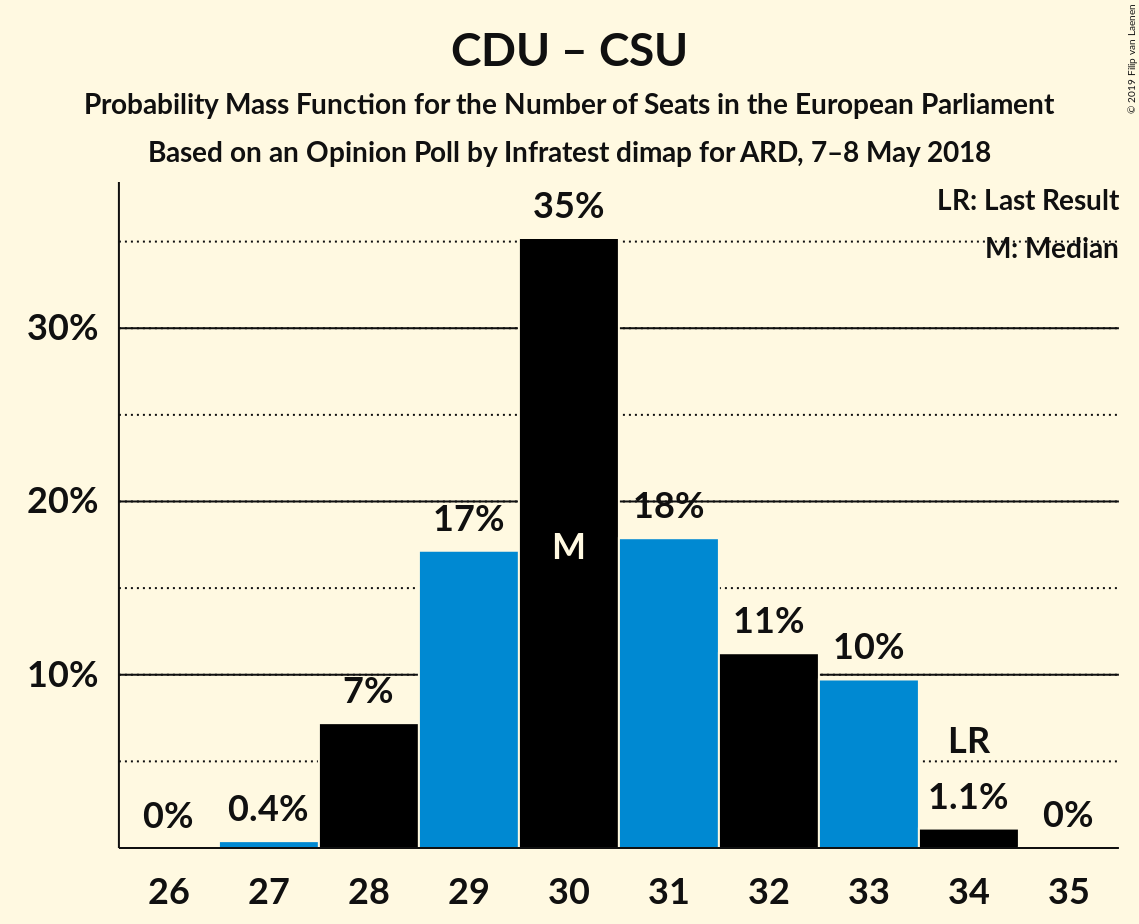 CDU – CSU
Probability Mass Function for the Number of Seats in the European Parliament
Based on an Opinion Poll by Infratest dimap for ARD, 7–8 May 2018
© 2019 Filip van Laenen
LR: Last Result
M: Median
35%
30%
20%
10%
0%
0.4%
7%
17%
M
18%
11%
10%
LR
1.1%
0%
26 27 28 29 30 31 32 33 34 35